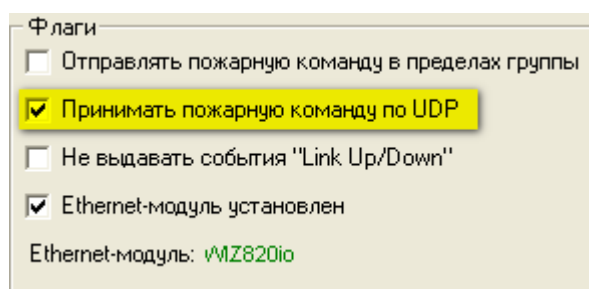 Флаги
Отправлять пожарную команду в пределах группы
Принимать пожарную команду по UDP
Не выдавать события "Link Up/Down"
Ethernet-модуль установлен
Ethernet-модуль: WIZ820io